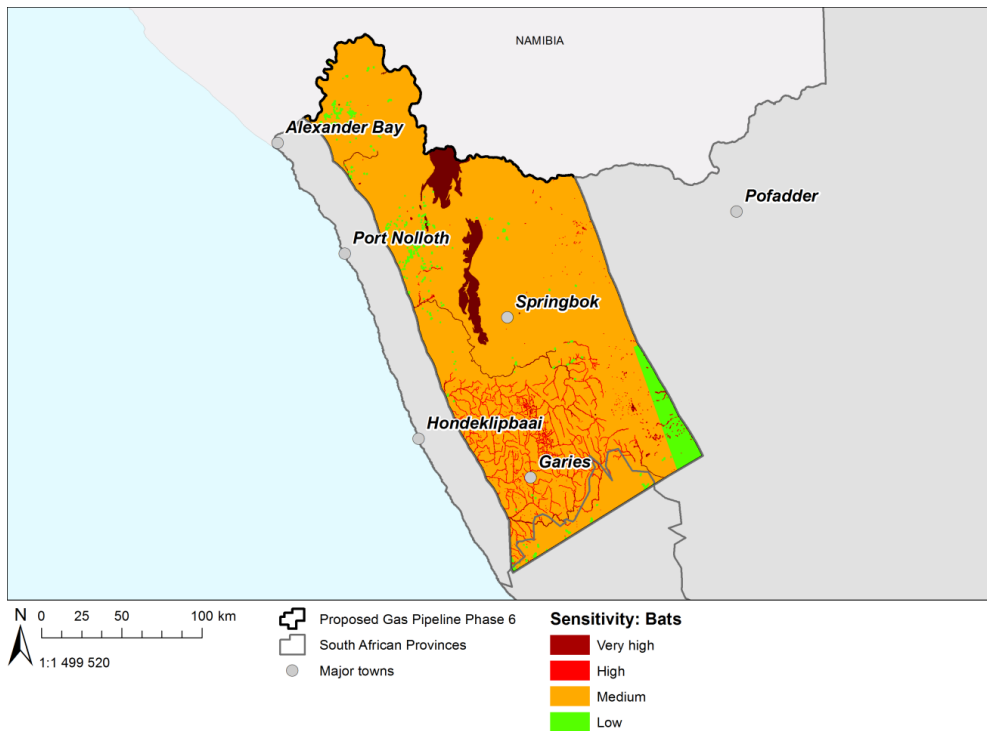 NAMIBIA
Alexander Bay
Pofadder
Port Nolloth
Springbok
Hondeklipbaai
Garies
N
0 25 50 100 km
1:1 499 520
Proposed Gas Pipeline Phase 6
South African Provinces
Major towns
Sensitivity: Bats
Very high
High
Medium
Low